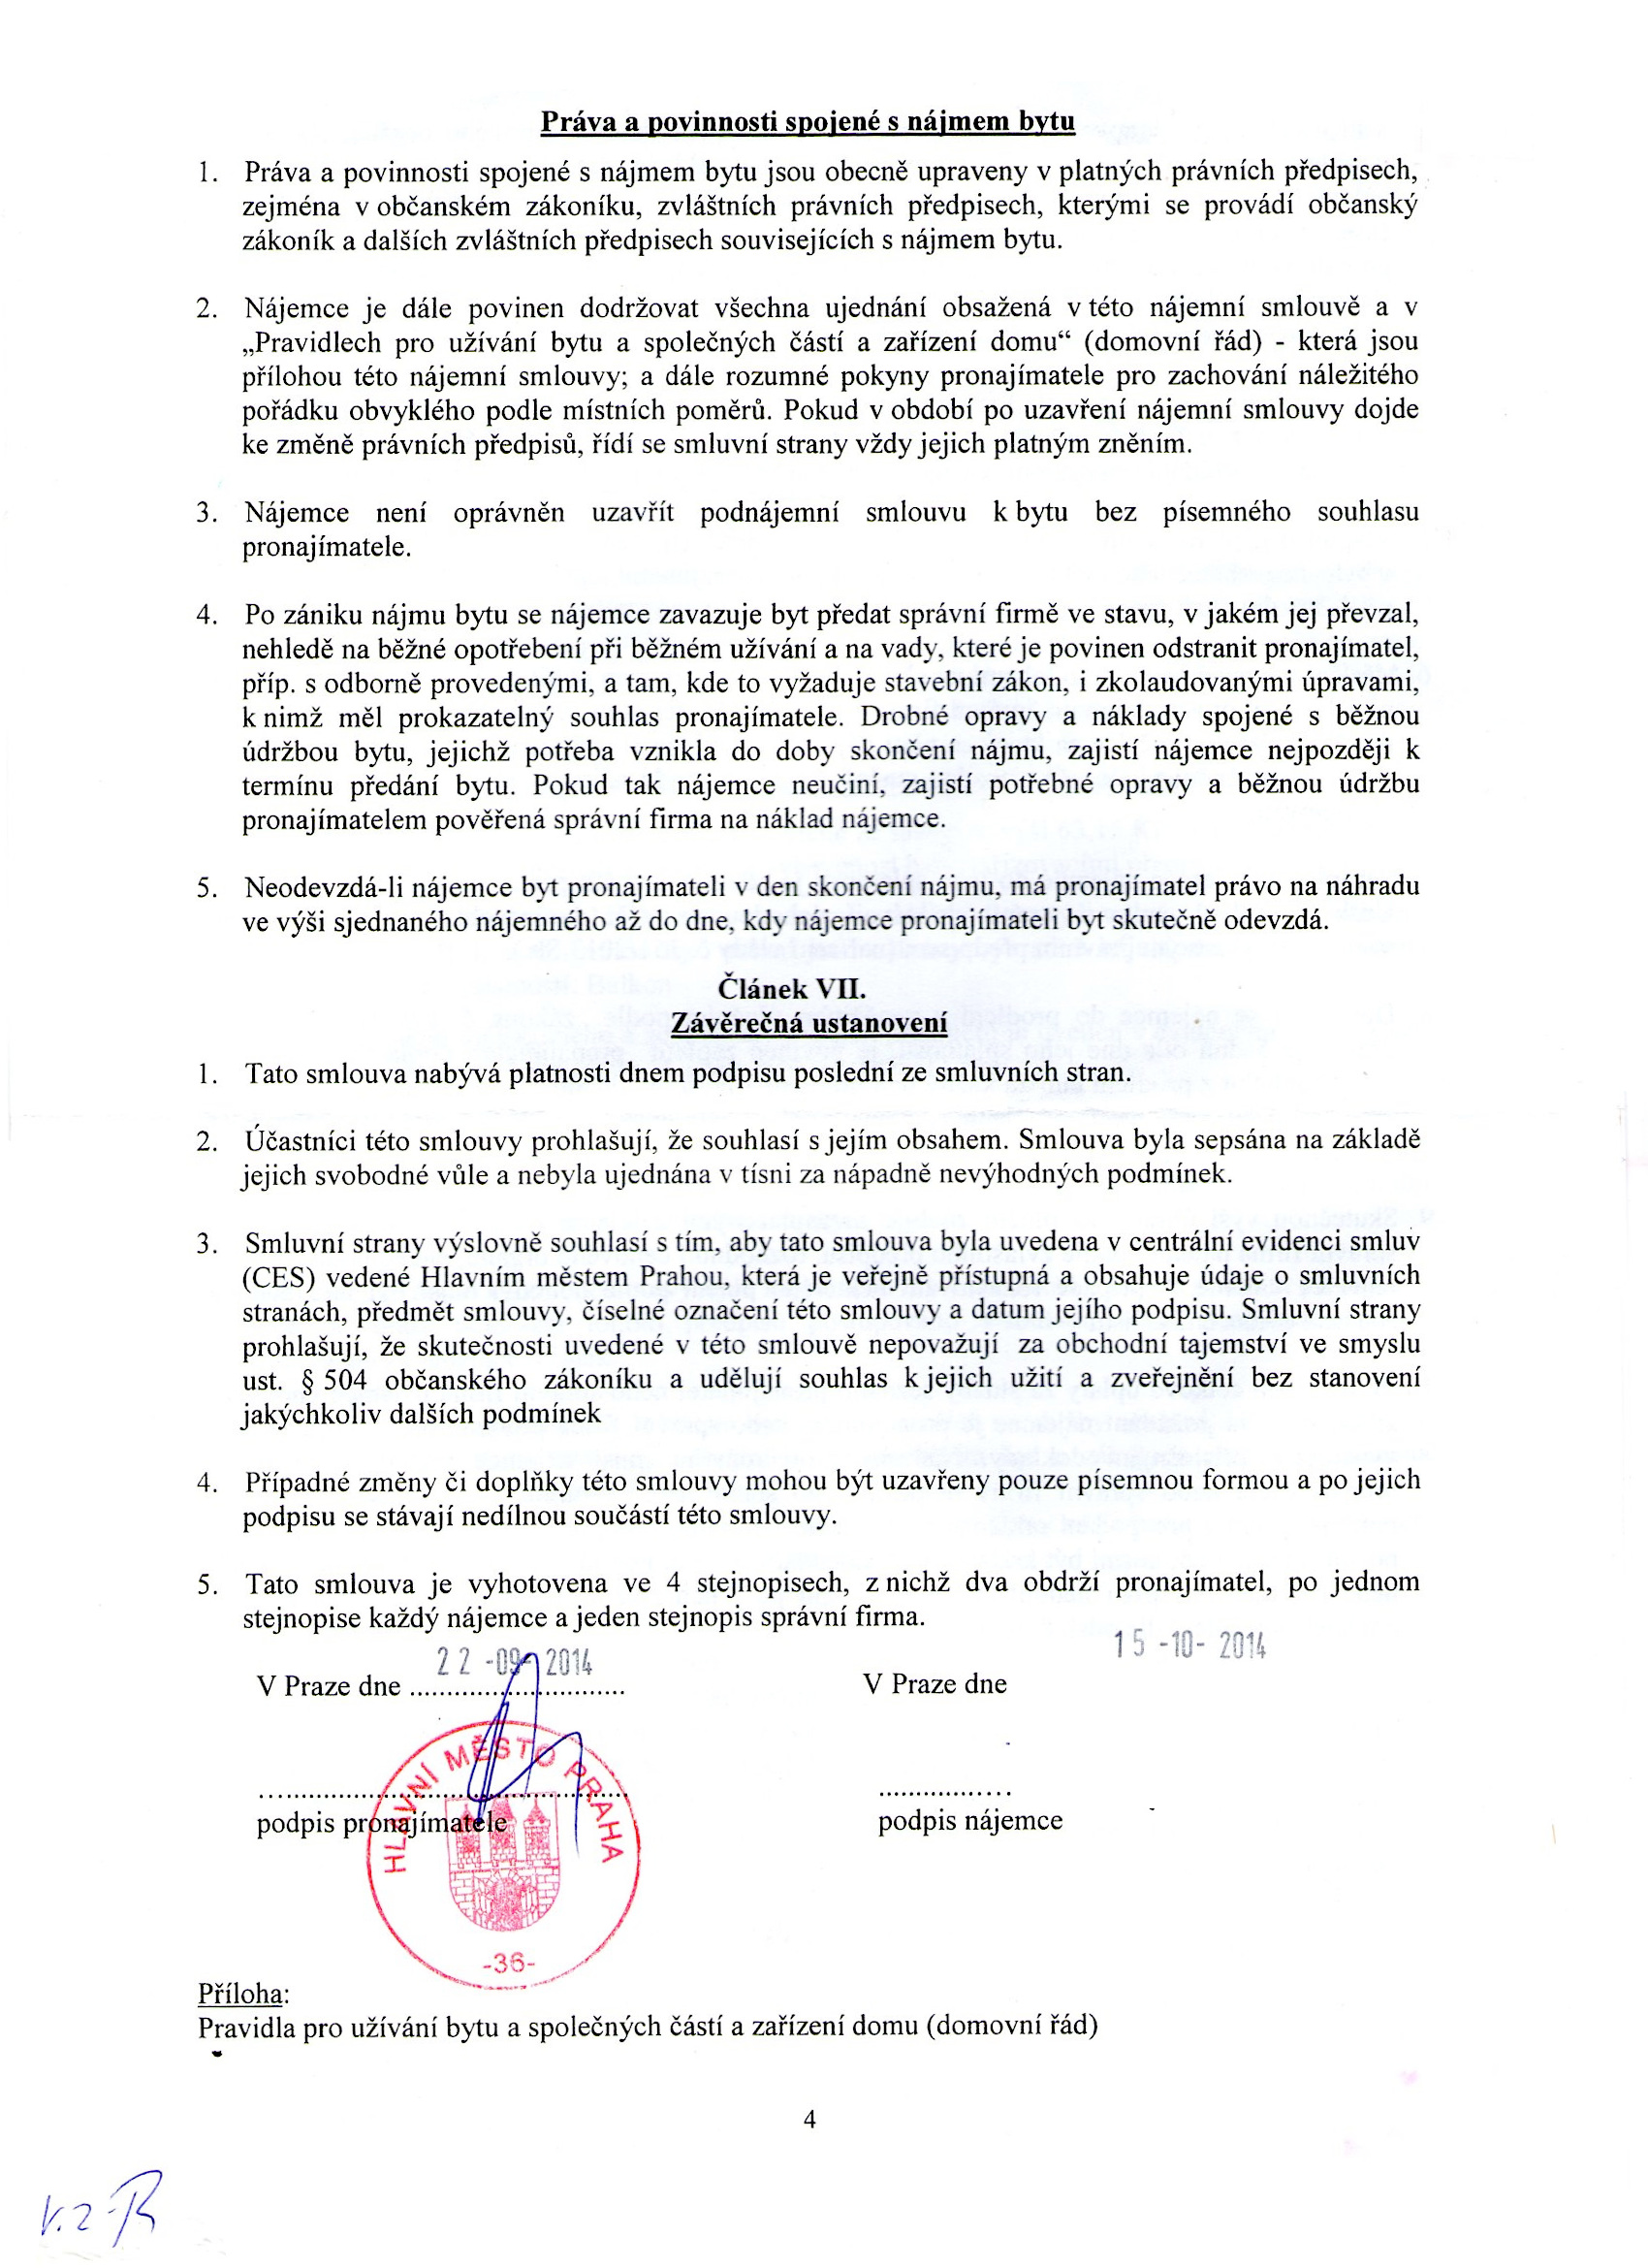 Práva a povinnosti spojené s nájmem bytu
1. Práva a povinnosti spojené s nájmem bytu jsou obecně upraveny v platných právních předpisech,
zejména v občanském zákoníku, zvláštních právních předpisech, kterými se provádí občanský
zákoník a dalších zvláštních předpisech souvisejících s nájmem bytu.
2. Nájemce je dále povinen dodržovat všechna ujednání obsažená v této nájemní smlouvě a v
„Pravidlech pro užívání bytu a společných částí a zařízení domu“ (domovní řád) - která jsou
přílohou této nájemní smlouvy; a dále rozumné pokyny pronajímatele pro zachování náležitého
pořádku obvyklého podle místních poměrů. Pokud v období po uzavření nájemní smlouvy dojde
ke změně právních předpisů, řídí se smluvní strany vždy jejich platným zněním.
3. Nájemce není oprávněn uzavřít podnájemní smlouvu k bytu bez písemného souhlasu
pronajímatele.
4. Po zániku nájmu bytu se nájemce zavazuje byt předat správní firmě ve stavu, v jakém jej převzal,
nehledě na běžné opotřebení při běžném užívání a na vady, které je povinen odstranit pronajímatel,
příp. s odborně provedenými, a tam, kde to vyžaduje stavební zákon, i zkolaudovanými úpravami,
k nimž měl prokazatelný souhlas pronajímatele. Drobné opravy a náklady spojené s běžnou
údržbou bytu, jejichž potřeba vznikla do doby skončení nájmu, zajistí nájemce nejpozději k
termínu předání bytu. Pokud tak nájemce neučiní, zajistí potřebné opravy a běžnou údržbu
pronajímatelem pověřená správní firma na náklad nájemce.
5. Neodevzdá-li nájemce byt pronajímateli v den skončení nájmu, má pronajímatel právo na náhradu
ve výši sjednaného nájemného až do dne, kdy nájemce pronajímateli byt skutečně odevzdá.
Článek VII.
Závěrečná ustanovení
1. Tato smlouva nabývá platnosti dnem podpisu poslední ze smluvních stran.
2. Účastníci této smlouvy prohlašují, že souhlasí s jejím obsahem. Smlouva byla sepsána na základě
jejich svobodné vůle a nebyla ujednána v tísni za nápadně nevýhodných podmínek.
3. Smluvní strany výslovně souhlasí s tím, aby tato smlouva byla uvedena v centrální evidenci smluv
(CES) vedené Hlavním městem Prahou, která je veřejně přístupná a obsahuje údaje o smluvních
stranách, předmět smlouvy, číselné označení této smlouvy a datum jejího podpisu. Smluvní strany
prohlašují, že skutečnosti uvedené v této smlouvě nepovažují za obchodní tajemství ve smyslu
ust. § 504 občanského zákoníku a udělují souhlas k jejich užití a zveřejnění bez stanovení
jakýchkoliv dalších podmínek
4. Případné změny či doplňky této smlouvy mohou být uzavřeny pouze písemnou formou a po jejich
podpisu se stávají nedílnou součástí této smlouvy.
5. Tato smlouva je vyhotovena ve 4 stejnopisech, z nichž dva obdrží pronajímatel, po jednom
stejnopise každý nájemce a jeden stejnopis správní firma.
22 -09- 2014 15 -10- 2014
V Praze dne ............................. V Praze dne
.................................................. ..................
podpis pronajímatele podpis nájemce
HLAVNÍ MĚSTO PRAHA
-36-
Příloha:
Pravidla pro užívání bytu a společných částí a zařízení domu (domovní řád)
4